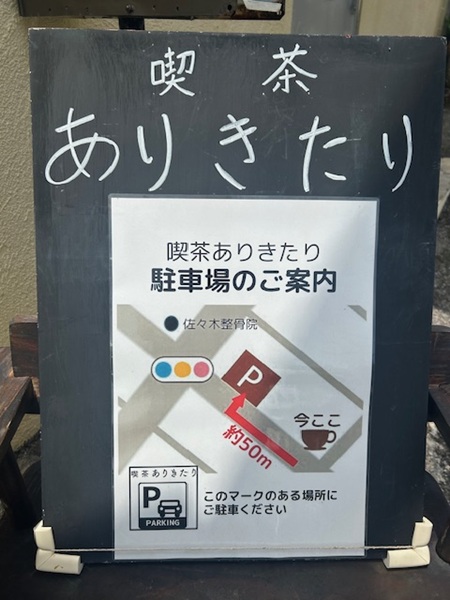 喫茶
ありきたり
喫茶ありきたり
駐車場のご案内
佐々木整骨院
P
今ここ
約50m
喫茶ありきたり
P
PARKING
このマークのある場所に
ご駐車ください